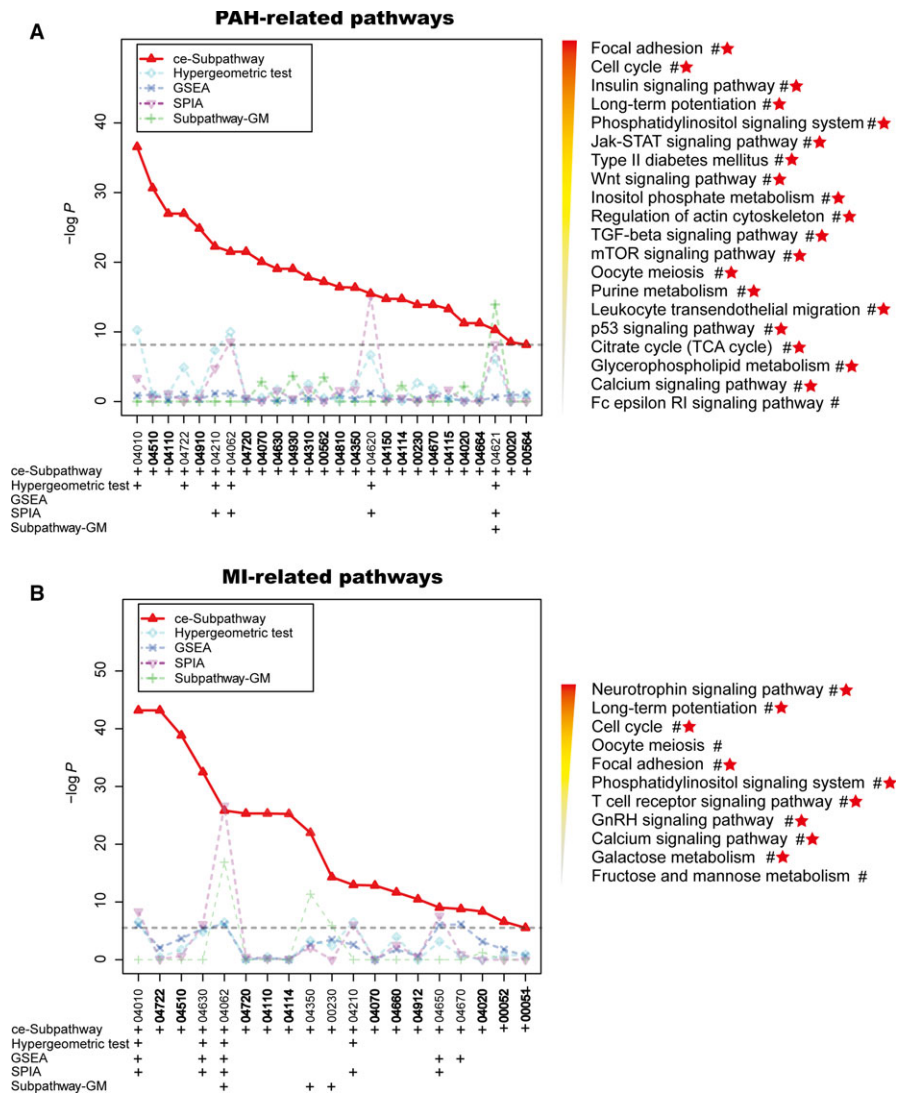 PAH-related pathways
A
ce-Subpathway
Hypergeometric test
GSEA
SPIA
Subpathway-GM
−log P
40
30
20
10
0
04010 04510 04110 04722 04910 04210 04062 04720 04070 04630 04930 04310 00562 04810 04350 04620 04150 04114 00230 04670 04115 04020 04664 04621 00020 00564
ce-Subpathway + + + + + + + + + + + + + + + + + + + + + + + + + +
Hypergeometric test + + + + + +
GSEA
SPIA + + + +
Subpathway-GM +
Focal adhesion #★
Cell cycle #★
Insulin signaling pathway #★
Long-term potentiation #★
Phosphatidylinositol signaling system #★
Jak-STAT signaling pathway #★
Type II diabetes mellitus #★
Wnt signaling pathway #★
Inositol phosphate metabolism #★
Regulation of actin cytoskeleton #★
TGF-beta signaling pathway #★
mTOR signaling pathway #★
Oocyte meiosis #★
Purine metabolism #★
Leukocyte transendothelial migration #★
p53 signaling pathway #★
Citrate cycle (TCA cycle) #★
Glycerophospholipid metabolism #★
Calcium signaling pathway #★
Fc epsilon RI signaling pathway #
MI-related pathways
B
ce-Subpathway
Hypergeometric test
GSEA
SPIA
Subpathway-GM
−log P
50
40
30
20
10
0
04010 04722 04510 04630 04062 04720 04110 04114 04350 00230 04210 04070 04660 04912 04650 04670 04020 00052 00054
ce-Subpathway + + + + + + + + + + + + + + + + + + +
Hypergeometric test + + + +
GSEA + + + + +
SPIA + + + + +
Subpathway-GM + + +
Neurotrophin signaling pathway #★
Long-term potentiation #★
Cell cycle #★
Oocyte meiosis #
Focal adhesion #★
Phosphatidylinositol signaling system #★
T cell receptor signaling pathway #★
GnRH signaling pathway #★
Calcium signaling pathway #★
Galactose metabolism #★
Fructose and mannose metabolism #